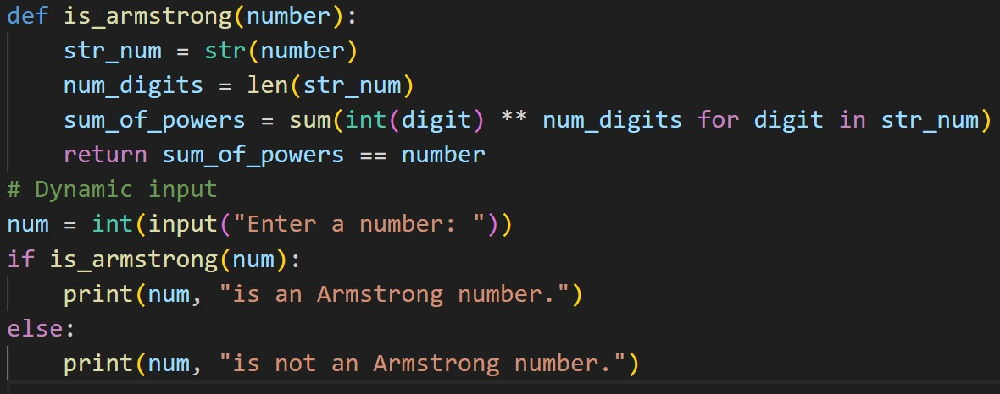 def is_armstrong(number):
    str_num = str(number)
    num_digits = len(str_num)
    sum_of_powers = sum(int(digit) ** num_digits for digit in str_num)
    return sum_of_powers == number
# Dynamic input
num = int(input("Enter a number: "))
if is_armstrong(num):
    print(num, "is an Armstrong number.")
else:
    print(num, "is not an Armstrong number.")